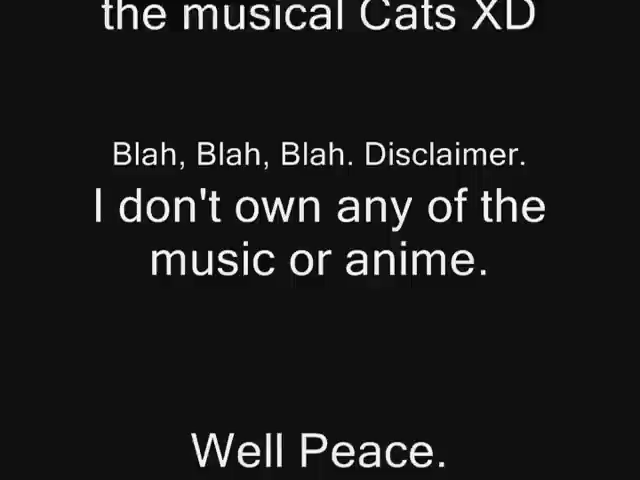 the musical Cats XD
Blah, Blah, Blah. Disclaimer.
I don't own any of the
music or anime.
Well Peace.